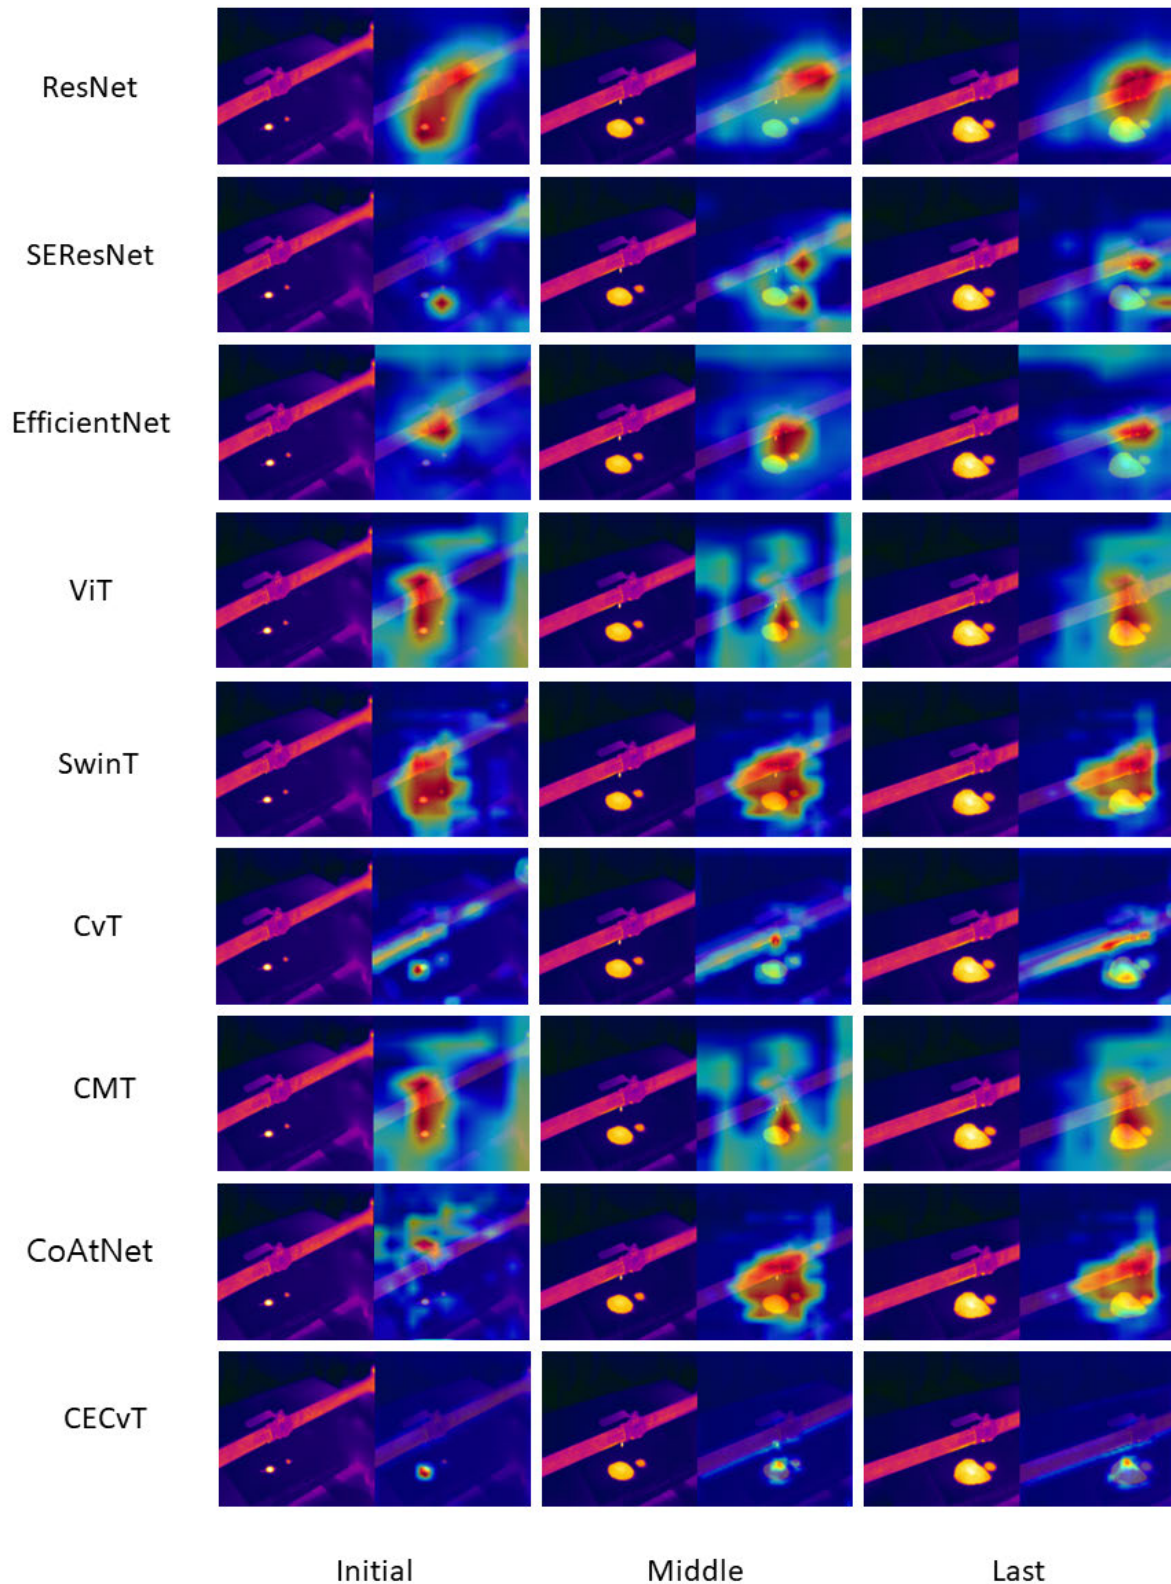 ResNet
SEResNet
EfficientNet
ViT
SwinT
CvT
CMT
CoAtNet
CECvT
Initial Middle Last